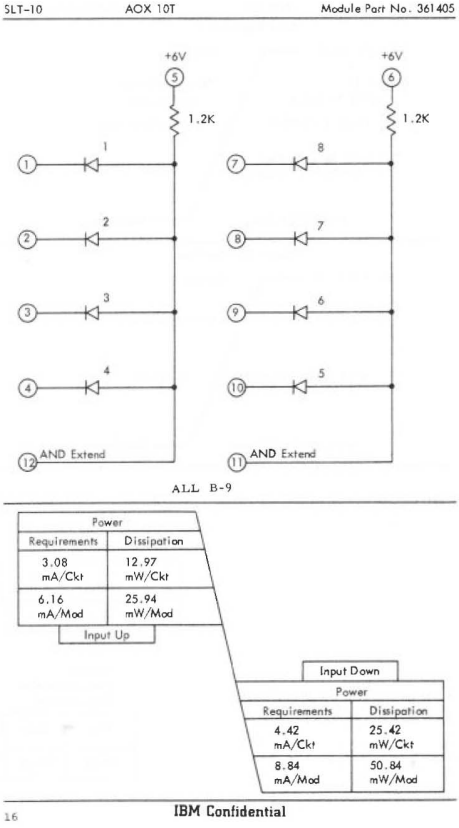 SLT-10 AOX 10T Module Part No. 361405
+6V +6V
5 6
1.2K 1.2K
1 1 7 8
2 2 8 7
3 3 9 6
4 4 10 5
12 AND Extend 11 AND Extend
ALL B-9
Power
Requirements Dissipation
3.08 12.97
mA/Ckt mW/Ckt
6.16 25.94
mA/Mod mW/Mod
Input Up
Input Down
Power
Requirements Dissipation
4.42 25.42
mA/Ckt mW/Ckt
8.84 50.84
mA/Mod mW/Mod
16 IBM Confidential